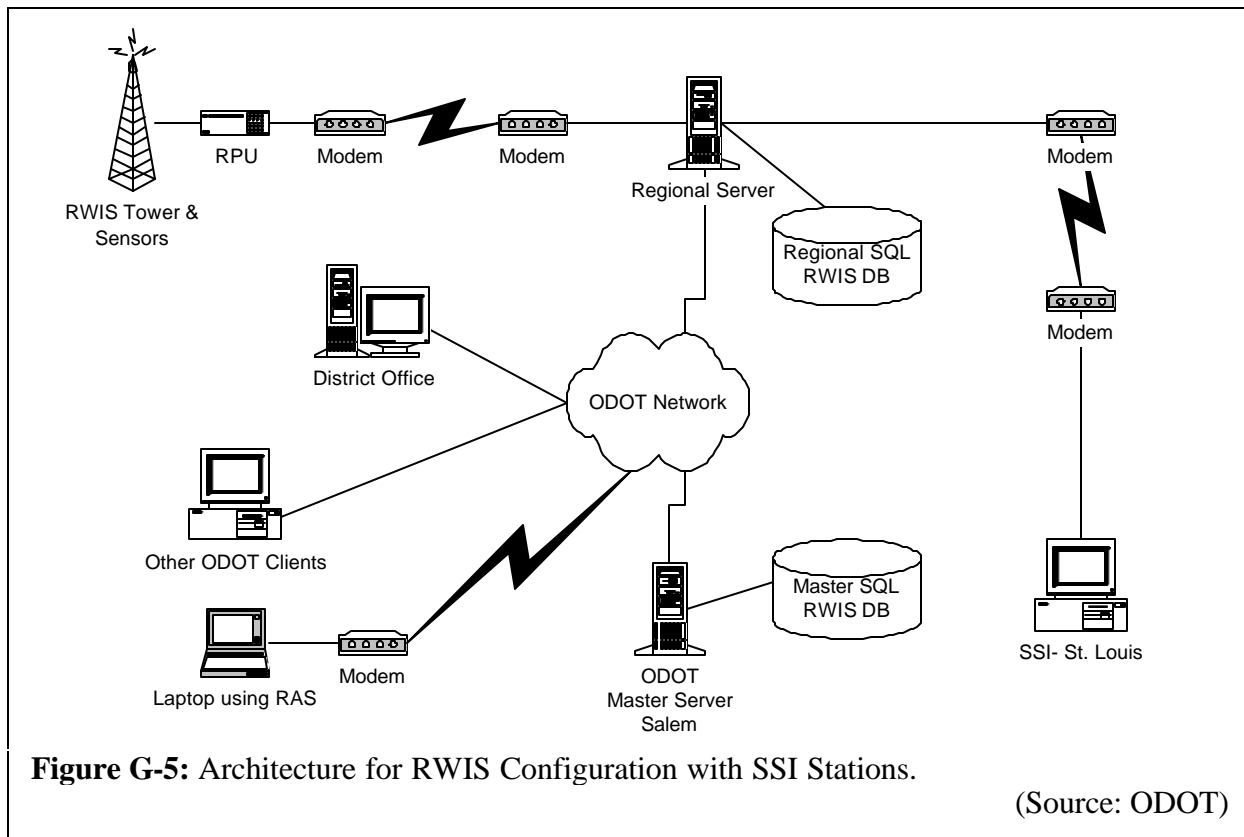 RPU
Modem
Modem
Modem
RWIS Tower &
Sensors
Regional Server
Regional SQL
RWIS DB
Modem
District Office
ODOT Network
Other ODOT Clients
Master SQL
RWIS DB
SSI- St. Louis
Modem
Laptop using RAS
ODOT
Master Server
Salem
Figure G-5: Architecture for RWIS Configuration with SSI Stations.
(Source: ODOT)